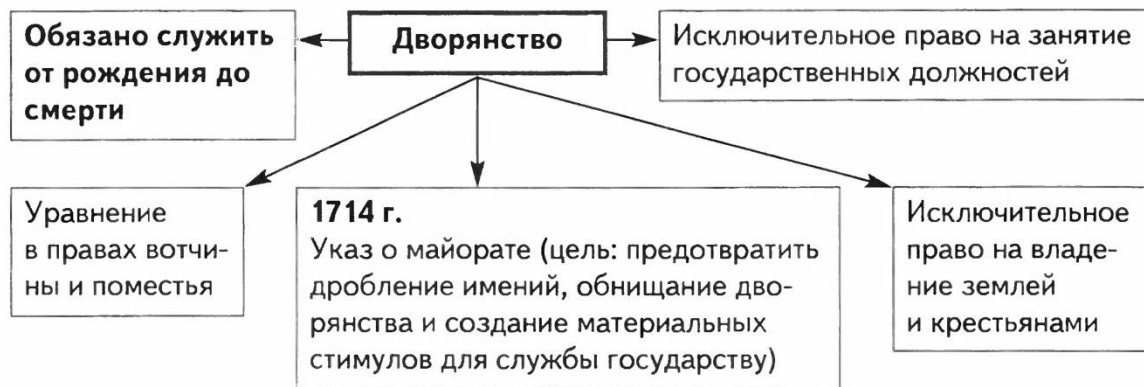 Обязано служить
от рождения до
смерти
Дворянство
Исключительное право на занятие
государственных должностей
Уравнение
в правах вотчи-
ны и поместья
1714 г.
Указ о майорате (цель: предотвратить
дробление имений, обнищание дво-
рянства и создание материальных
стимулов для службы государству)
Исключительное
право на владе-
ние землей
и крестьянами